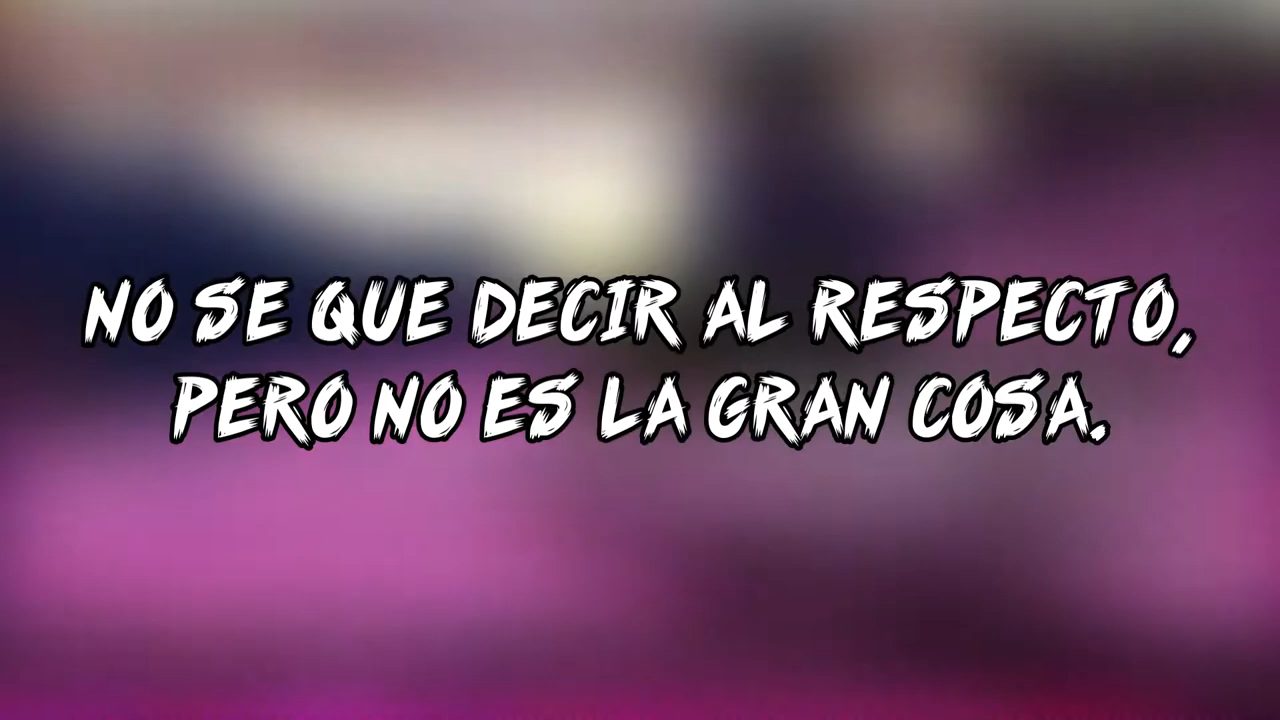 NO SE QUE DECIR AL RESPECTO,
PERO NO ES LA GRAN COSA.